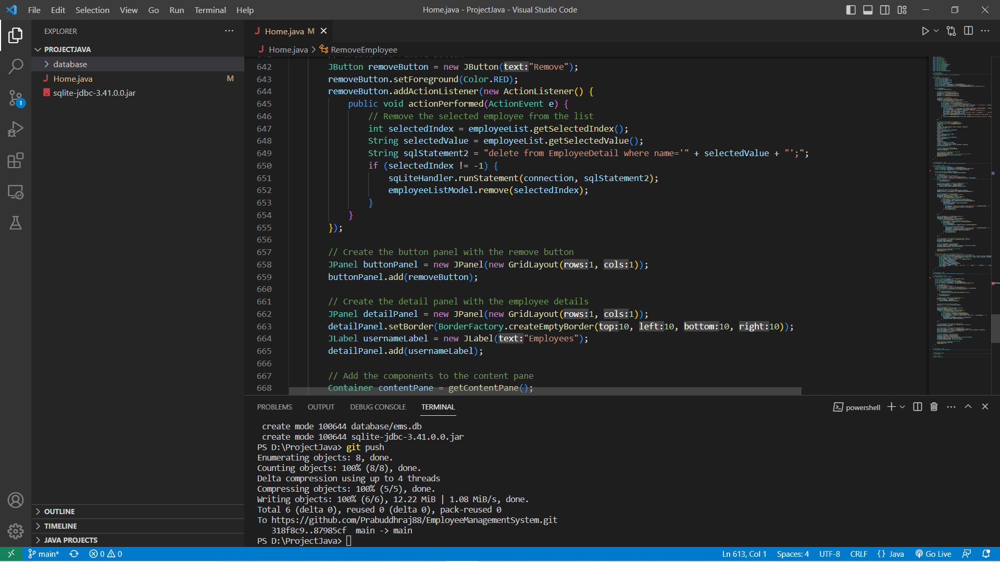 File Edit Selection View Go Run Terminal Help
Home.java - ProjectJava - Visual Studio Code
EXPLORER
PROJECTJAVA
database
Home.java M
sqlite-jdbc-3.41.0.0.jar
1
OUTLINE
TIMELINE
JAVA PROJECTS
Home.java M
Home.java > RemoveEmployee
642 JButton removeButton = new JButton(text:"Remove");
643 removeButton.setForeground(Color.RED);
644 removeButton.addActionListener(new ActionListener() {
645 public void actionPerformed(ActionEvent e) {
646 // Remove the selected employee from the list
647 int selectedIndex = employeeList.getSelectedIndex();
648 String selectedValue = employeeList.getSelectedValue();
649 String sqlStatement2 = "delete from EmployeeDetail where name='" + selectedValue + "';";
650 if (selectedIndex != -1) {
651 sqLiteHandler.runStatement(connection, sqlStatement2);
652 employeeListModel.remove(selectedIndex);
653 }
654 }
655 });
656
657 // Create the button panel with the remove button
658 JPanel buttonPanel = new JPanel(new GridLayout(rows:1, cols:1));
659 buttonPanel.add(removeButton);
660
661 // Create the detail panel with the employee details
662 JPanel detailPanel = new JPanel(new GridLayout(rows:1, cols:1));
663 detailPanel.setBorder(BorderFactory.createEmptyBorder(top:10, left:10, bottom:10, right:10));
664 JLabel usernameLabel = new JLabel(text:"Employees");
665 detailPanel.add(usernameLabel);
666
667 // Add the components to the content pane
668 Container contentPane = getContentPane();
PROBLEMS OUTPUT DEBUG CONSOLE TERMINAL
powershell
create mode 100644 database/ems.db
create mode 100644 sqlite-jdbc-3.41.0.0.jar
PS D:\ProjectJava> git push
Enumerating objects: 8, done.
Counting objects: 100% (8/8), done.
Delta compression using up to 4 threads
Compressing objects: 100% (5/5), done.
Writing objects: 100% (6/6), 12.22 MiB | 1.08 MiB/s, done.
Total 6 (delta 0), reused 0 (delta 0), pack-reused 0
To https://github.com/Prabuddhraj88/EmployeeManagementSystem.git
318f8c9..87985cf main -> main
PS D:\ProjectJava>
main* 0 0
Ln 613, Col 1 Spaces: 4 UTF-8 CRLF {} Java Go Live